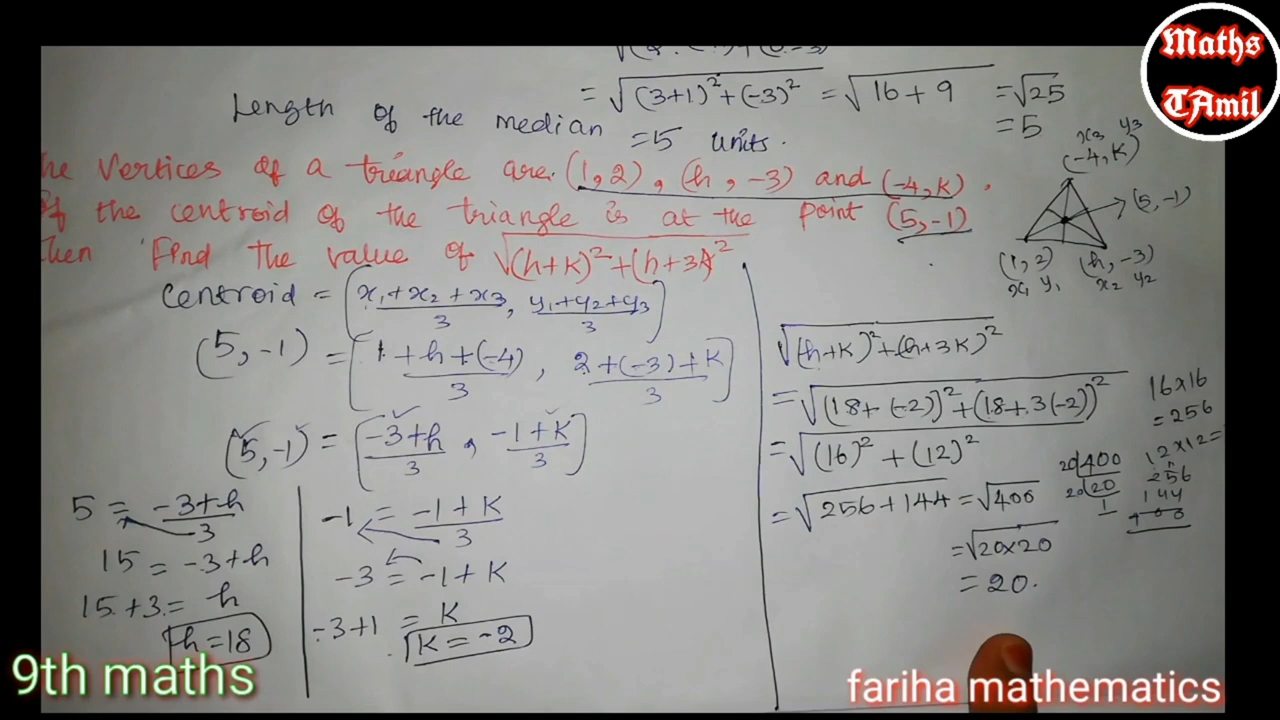 Maths
TAmil
= √(3+1)²+(-3)² = √16+9 = √25
Length of the median = 5 units.
= 5
x3 y3
(-4, K)
he vertices of a triangle are. (1,2), (h, -3) and (-4, K).
If the centroid of the triangle is at the point (5,-1)
then Find the value of √(h+K)²+(h+3K)²
(5,-1)
(1, 2) (h, -3)
x1 y1 x2 y2
Centroid = [x1+x2+x3/3, y1+y2+y3/3]
(5,-1) = [1+h+(-4)/3, 2+(-3)+K/3]
(5,-1) = [-3+h/3, -1+K/3]
5 = -3+h/3
15 = -3+h
15+3 = h
h=18
-1 = -1+K/3
-3 = -1+K
-3+1 = K
K = -2
√(h+K)²+(h+3K)²
= √(18+(-2))²+(18+3(-2))²
= √(16)²+(12)²
= √256+144 = √400
= √20×20
= 20.
16×16
= 256
12×12=
20 400
20 20
1
256
144
400
9th maths
fariha mathematics